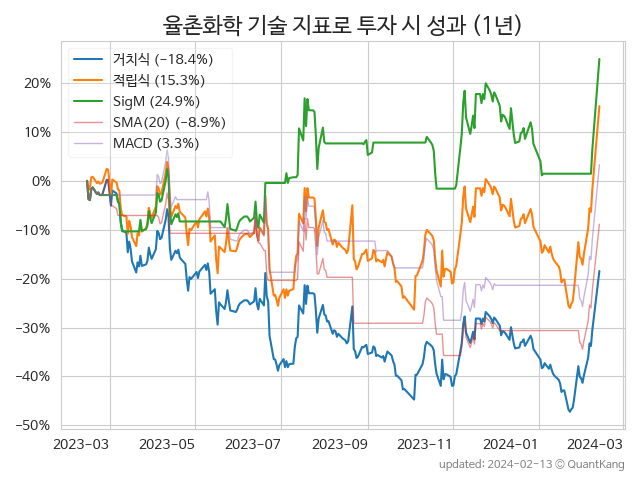 율촌화학 기술 지표로 투자 시 성과 (1년)
거치식 (−18.4%)
적립식 (15.3%)
SigM (24.9%)
SMA(20) (−8.9%)
MACD (3.3%)
20%
10%
0%
−10%
−20%
−30%
−40%
−50%
2023-03 2023-05 2023-07 2023-09 2023-11 2024-01 2024-03
updated: 2024-02-13 ⓒ QuantKang